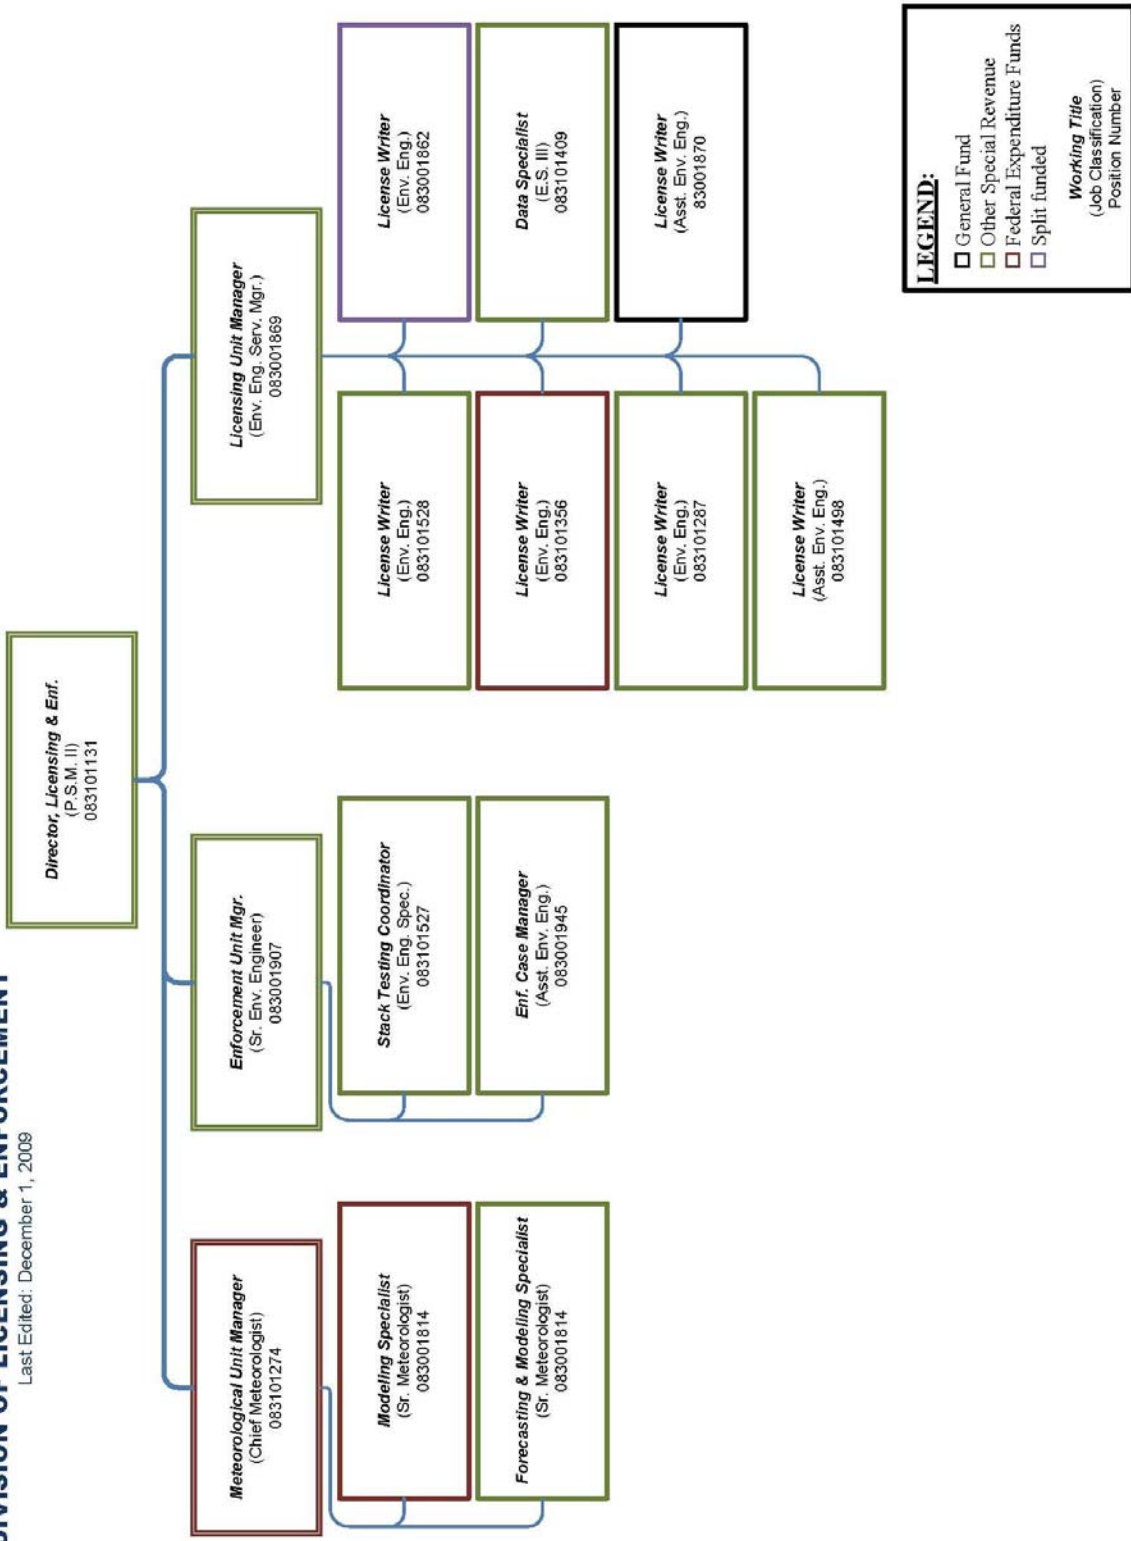 DIVISION OF LICENSING & ENFORCEMENT
Last Edited: December 1, 2009
Director, Licensing & Enf.
(P.S.M. II)
083101131
Meteorological Unit Manager
(Chief Meteorologist)
083101274
Modeling Specialist
(Sr. Meteorologist)
083001814
Forecasting & Modeling Specialist
(Sr. Meteorologist)
083001814
Enforcement Unit Mgr.
(Sr. Env. Engineer)
083001907
Stack Testing Coordinator
(Env. Eng. Spec.)
083101527
Enf. Case Manager
(Asst. Env. Eng.)
083001945
Licensing Unit Manager
(Env. Eng. Serv. Mgr.)
083001869
License Writer
(Env. Eng.)
083101528
License Writer
(Env. Eng.)
083001862
License Writer
(Env. Eng.)
083101356
Data Specialist
(E.S. III)
083101409
License Writer
(Env. Eng.)
083101287
License Writer
(Asst. Env. Eng.)
83001870
License Writer
(Asst. Env. Eng.)
083101498
LEGEND:
General Fund
Other Special Revenue
Federal Expenditure Funds
Split funded
Working Title
(Job Classification)
Position Number